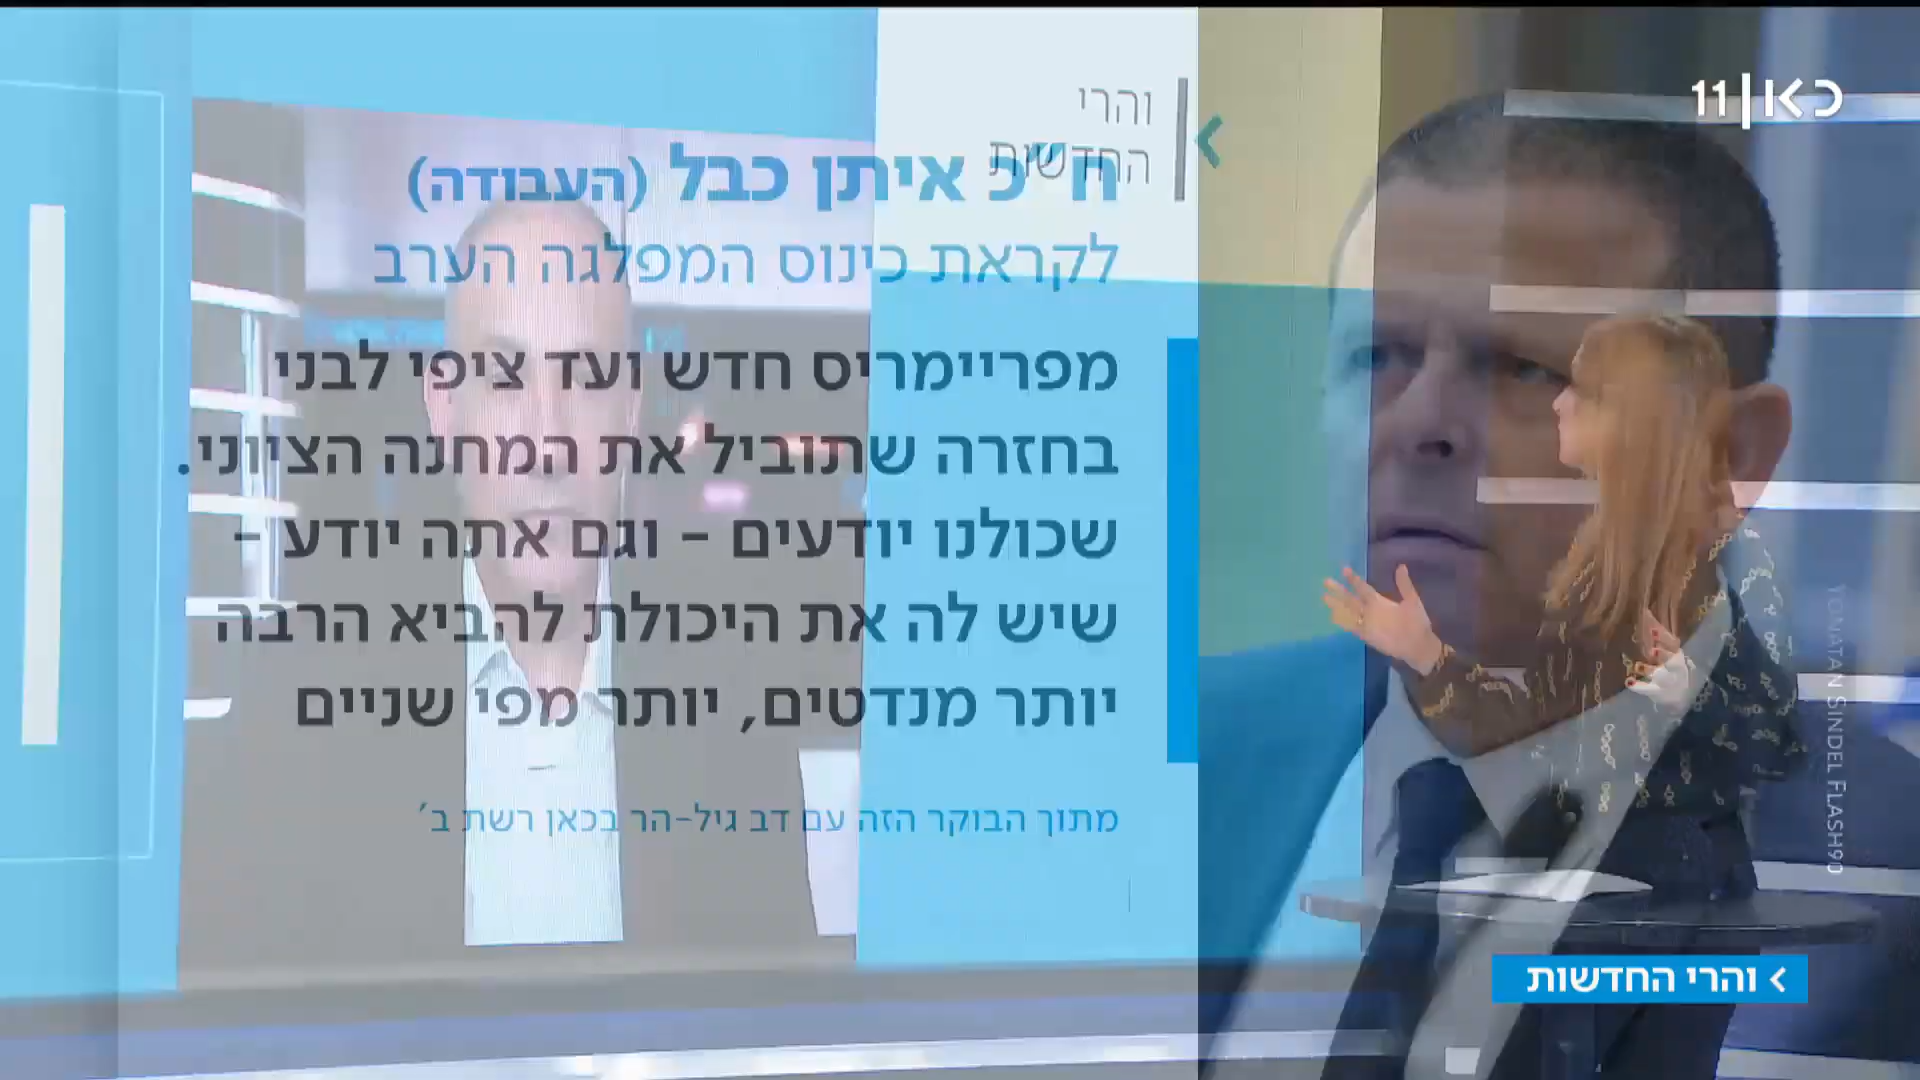 כאן 11
והרי
החדשות
ח"כ איתן כבל (העבודה)
לקראת כינוס המפלגה הערב
מפריימריס חדש ועד ציפי לבני
בחזרה שתוביל את המחנה הציוני.
שכולנו יודעים – וגם אתה יודע –
שיש לה את היכולת להביא הרבה
יותר מנדטים, יותר מפי שניים
מתוך הבוקר הזה עם דב גיל-הר בכאן רשת ב'
YONATAN SINDEL FLASH90
והרי החדשות